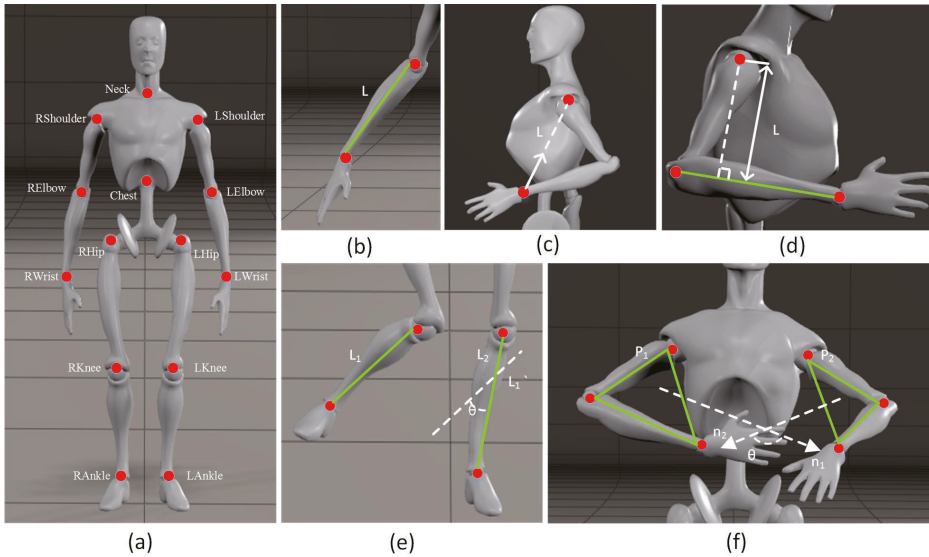 Neck
RShoulder
LShoulder
RElbow
Chest
LElbow
RHip
LHip
RWrist
LWrist
RKnee
LKnee
RAnkle
LAnkle
(a)
L
(b)
L
(c)
L
(d)
L₁
L₂
L₁`
θ
(e)
P₁
P₂
n₂
θ
n₁
(f)